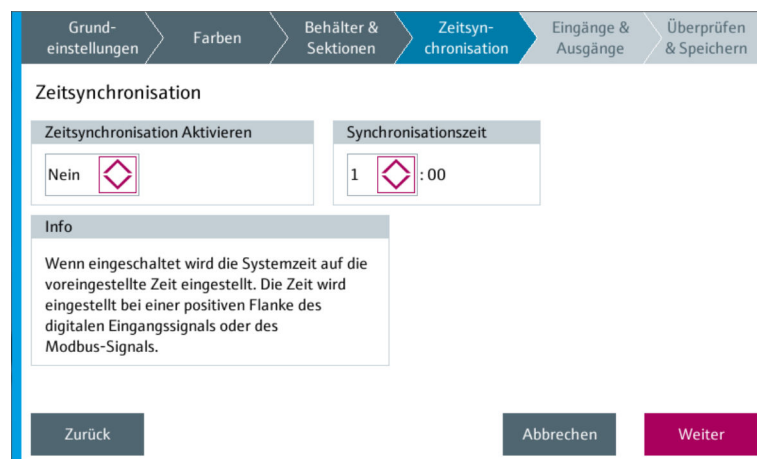 Grund-
einstellungen
Farben
Behälter &
Sektionen
Zeitsyn-
chronisation
Eingänge &
Ausgänge
Überprüfen
& Speichern
Zeitsynchronisation
Zeitsynchronisation Aktivieren
Nein
Synchronisationszeit
1 : 00
Info
Wenn eingeschaltet wird die Systemzeit auf die
voreingestellte Zeit eingestellt. Die Zeit wird
eingestellt bei einer positiven Flanke des
digitalen Eingangssignals oder des
Modbus-Signals.
Zurück
Abbrechen
Weiter